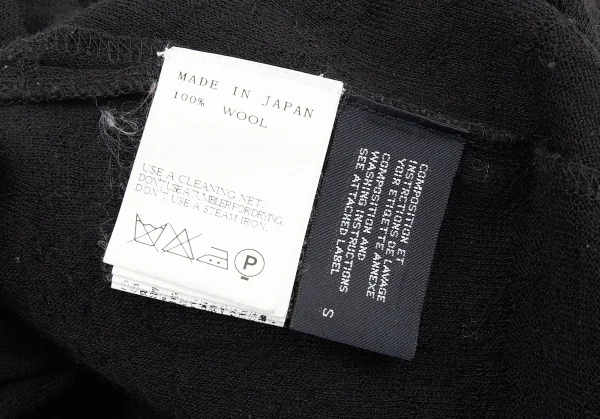 MADE IN JAPAN
100% WOOL
USE A CLEANING NET.
DON'T USE A TUMBLER FOR DRYING.
DON'T USE A STEAM IRON.
P
COMPOSITION ET
INSTRUCTIONS DE LAVAGE
VOIR ETIQUETTE ANNEXE
COMPOSITION AND
WASHING INSTRUCTIONS
SEE ATTACHED LABEL
S